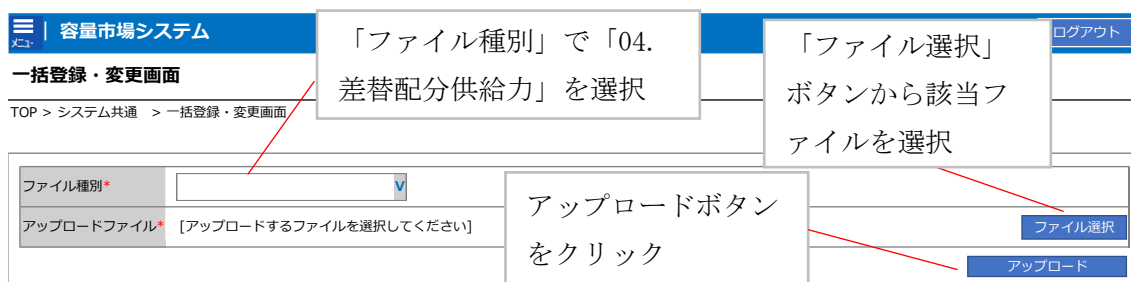 メニュー
容量市場システム
ログアウト
「ファイル種別」で「04.
差替配分供給力」を選択
「ファイル選択」
ボタンから該当フ
ァイルを選択
一括登録・変更画面
TOP > システム共通 > 一括登録・変更画面
ファイル種別*
V
アップロードファイル*
[アップロードするファイルを選択してください]
ファイル選択
アップロードボタン
をクリック
アップロード